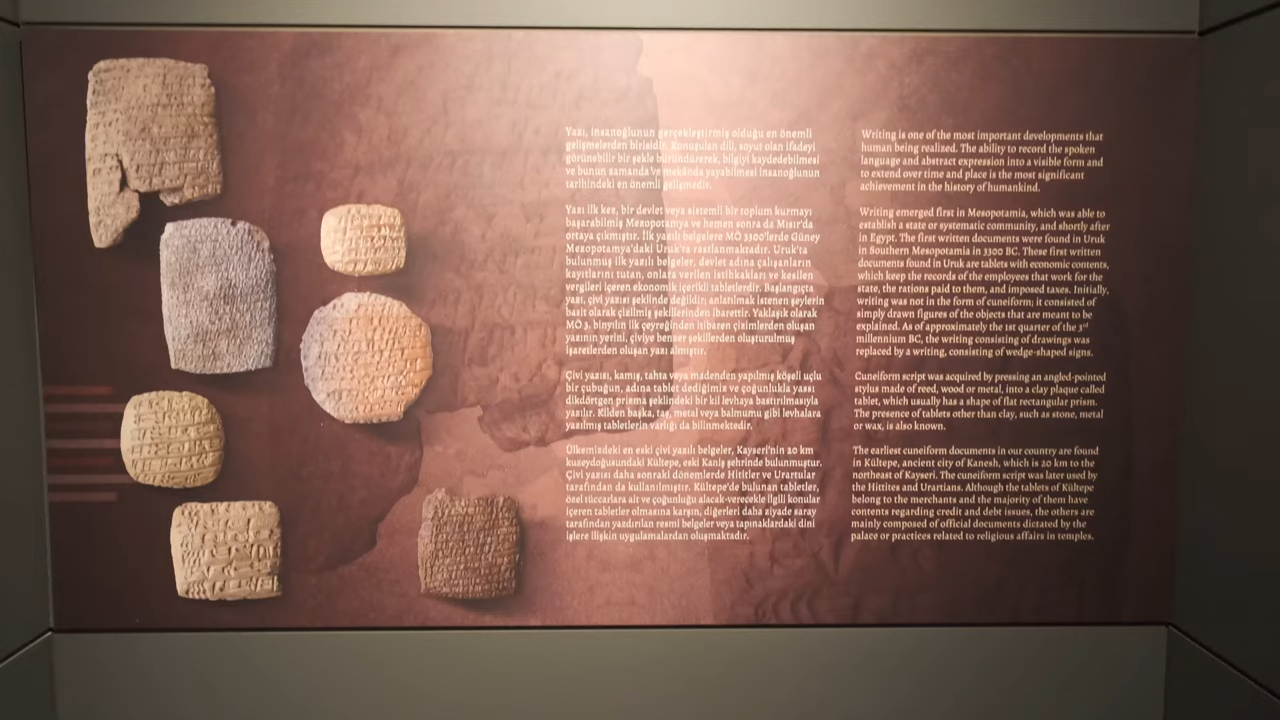 Yazı, insanoğlunun gerçekleştirmiş olduğu en önemli
gelişmelerden birisidir. Konuşulan dili, soyut olan ifadeyi
görünebilir bir şekle büründürerek, bilgiyi kaydedebilmesi
ve bunun zamanda ve mekânda yayabilmesi insanoğlunun
tarihindeki en önemli gelişmedir.
Yazı ilk kez, bir devlet veya sistemli bir toplum kurmayı
başarabilmiş Mezopotamya ve hemen sonra da Mısır'da
ortaya çıkmıştır. İlk yazılı belgelere MÖ 3300'lerde Güney
Mezopotamya'daki Uruk'ta rastlanmaktadır. Uruk'ta
bulunmuş ilk yazılı belgeler, devlet adına çalışanların
kayıtlarını tutan, onlara verilen istihkakları ve kesilen
vergileri içeren ekonomik içerikli tabletlerdir. Başlangıçta
yazı, çivi yazısı şeklinde değildir; anlatılmak istenen şeylerin
basit olarak çizilmiş şekillerinden ibarettir. Yaklaşık olarak
MÖ 3. binyılın ilk çeyreğinden itibaren çizimlerden oluşan
yazının yerini, çiviye benzer şekillerden oluşturulmuş
işaretlerden oluşan yazı almıştır.
Çivi yazısı, kamış, tahta veya madenden yapılmış köşeli uçlu
bir çubuğun, adına tablet dediğimiz ve çoğunlukla yassı
dikdörtgen prizma şeklindeki bir kil levhaya bastırılmasıyla
yazılır. Kilden başka, taş, metal veya balmumu gibi levhalara
yazılmış tabletlerin varlığı da bilinmektedir.
Ülkemizdeki en eski çivi yazılı belgeler, Kayseri'nin 20 km
kuzeydoğusundaki Kültepe, eski Kaniş şehrinde bulunmuştur.
Çivi yazısı daha sonraki dönemlerde Hititler ve Urartular
tarafından da kullanılmıştır. Kültepe'de bulunan tabletler,
özel tüccarlara ait ve çoğunluğu alacak-verecekle ilgili konular
içeren tabletler olmasına karşın, diğerleri daha ziyade saray
tarafından yazdırılan resmi belgeler veya tapınaklardaki dini
işlere ilişkin uygulamalardan oluşmaktadır.
Writing is one of the most important developments that
human being realized. The ability to record the spoken
language and abstract expression into a visible form and
to extend over time and place is the most significant
achievement in the history of humankind.
Writing emerged first in Mesopotamia, which was able to
establish a state or systematic community, and shortly after
in Egypt. The first written documents were found in Uruk
in Southern Mesopotamia in 3300 BC. These first written
documents found in Uruk are tablets with economic contents,
which keep the records of the employees that work for the
state, the rations paid to them, and imposed taxes. Initially,
writing was not in the form of cuneiform; it consisted of
simply drawn figures of the objects that are meant to be
explained. As of approximately the 1st quarter of the 3rd
millennium BC, the writing consisting of drawings was
replaced by a writing, consisting of wedge-shaped signs.
Cuneiform script was acquired by pressing an angled-pointed
stylus made of reed, wood or metal, into a clay plaque called
tablet, which usually has a shape of flat rectangular prism.
The presence of tablets other than clay, such as stone, metal
or wax, is also known.
The earliest cuneiform documents in our country are found
in Kültepe, ancient city of Kanesh, which is 20 km to the
northeast of Kayseri. The cuneiform script was later used by
the Hittites and Urartians. Although the tablets of Kültepe
belong to the merchants and the majority of them have
contents regarding credit and debt issues, the others are
mainly composed of official documents dictated by the
palace or practices related to religious affairs in temples.